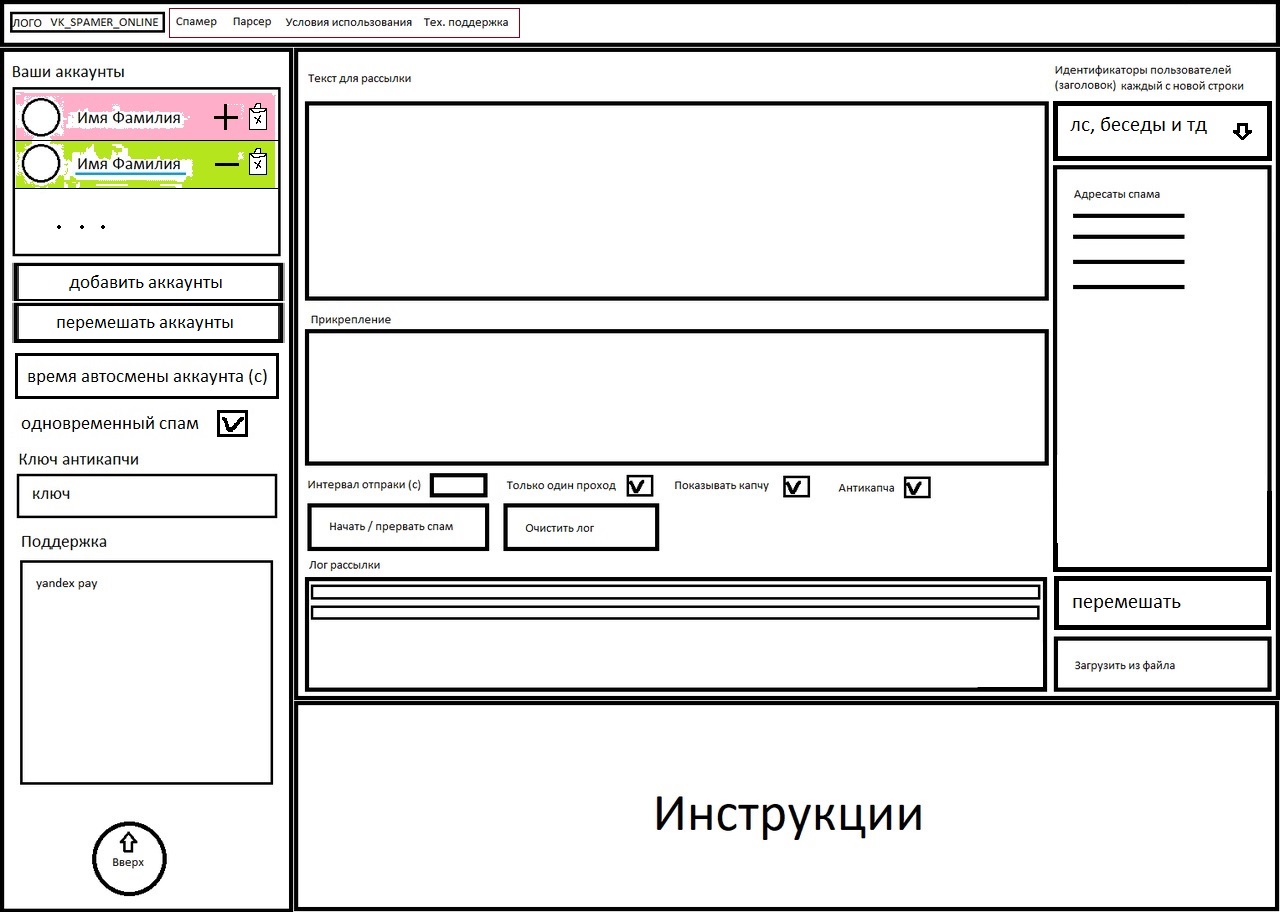 ЛОГО VK_SPAMER_ONLINE
Спамер Парсер Условия использования Тех. поддержка
Ваши аккаунты
Имя Фамилия
Имя Фамилия
. . .
добавить аккаунты
перемешать аккаунты
время автосмены аккаунта (с)
одновременный спам
Ключ антикапчи
ключ
Поддержка
yandex pay
Вверх
Текст для рассылки
Прикрепление
Интервал отпраки (с) Только один проход Показывать капчу Антикапча
Начать / прервать спам Очистить лог
Лог рассылки
Идентификаторы пользователей
(заголовок) каждый с новой строки
лс, беседы и тд
Адресаты спама
перемешать
Загрузить из файла
Инструкции